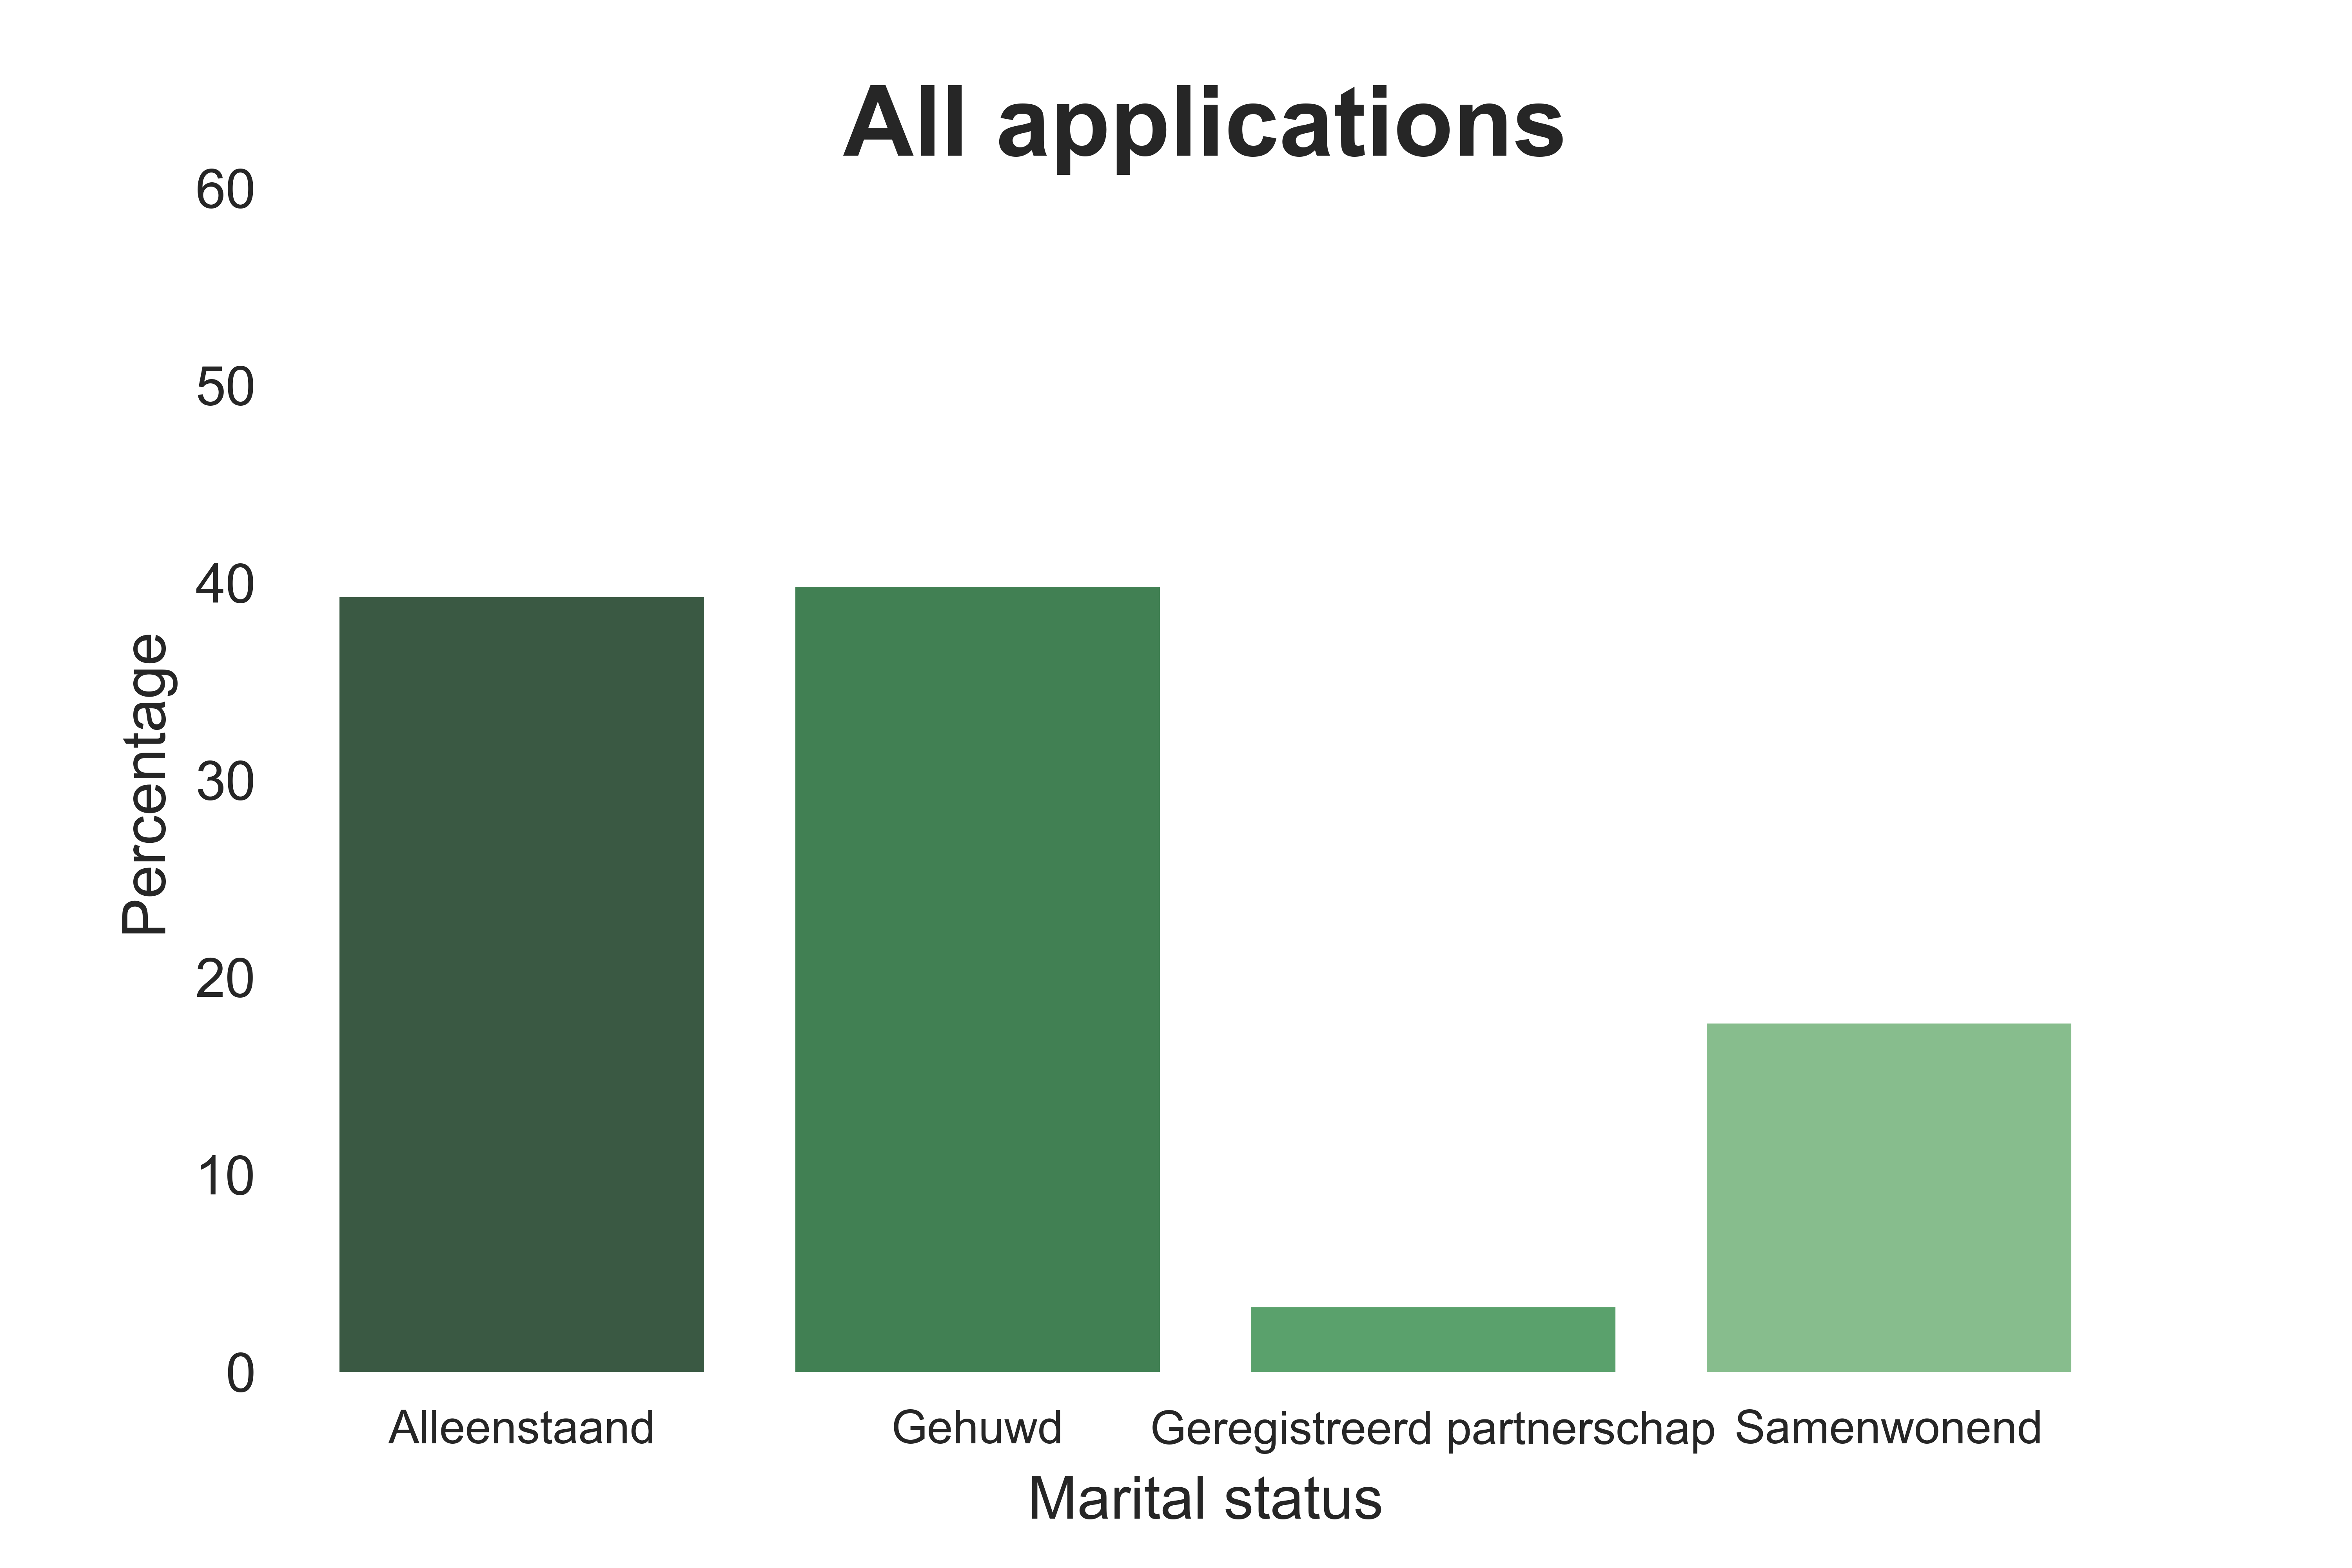 All applications
60
50
40
30
20
10
0
Percentage
Alleenstaand Gehuwd Geregistreerd partnerschap Samenwonend
Marital status